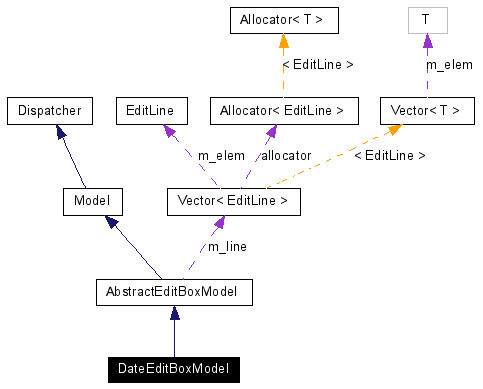 Allocator< T >
T
< EditLine >
m_elem
Dispatcher
EditLine
Allocator< EditLine >
Vector< T >
m_elem
allocator
< EditLine >
Model
Vector< EditLine >
m_line
AbstractEditBoxModel
DateEditBoxModel